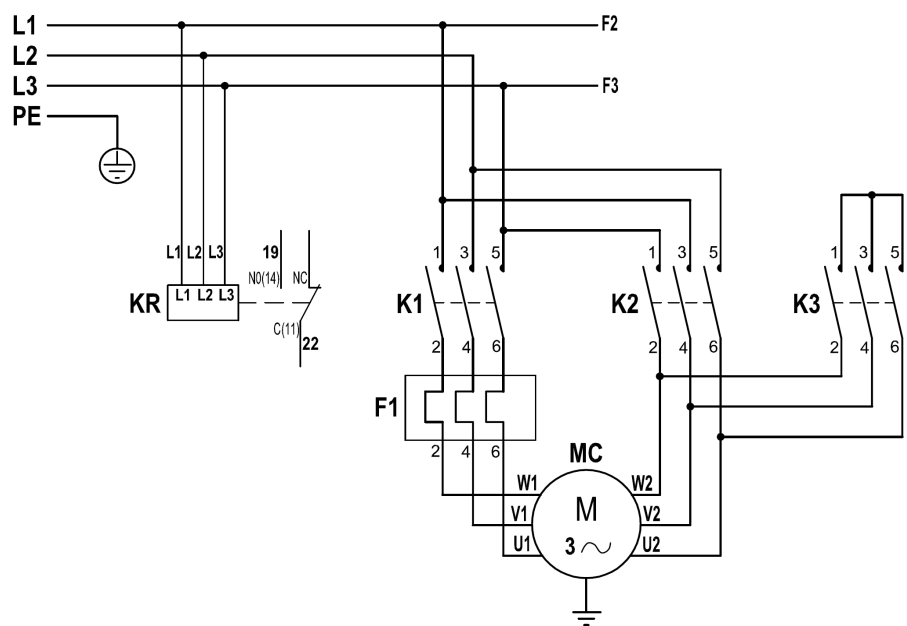 L1 F2
L2
L3 F3
PE
1 3 5 1 3 5 1 3 5
L1 L2 L3 19
N0(14) NC
L1 L2 L3
KR K1 K2 K3
C(11)
22
2 4 6 2 4 6 2 4 6
F1
2 4 6
MC
W1 W2
M
V1 V2
3
U1 U2